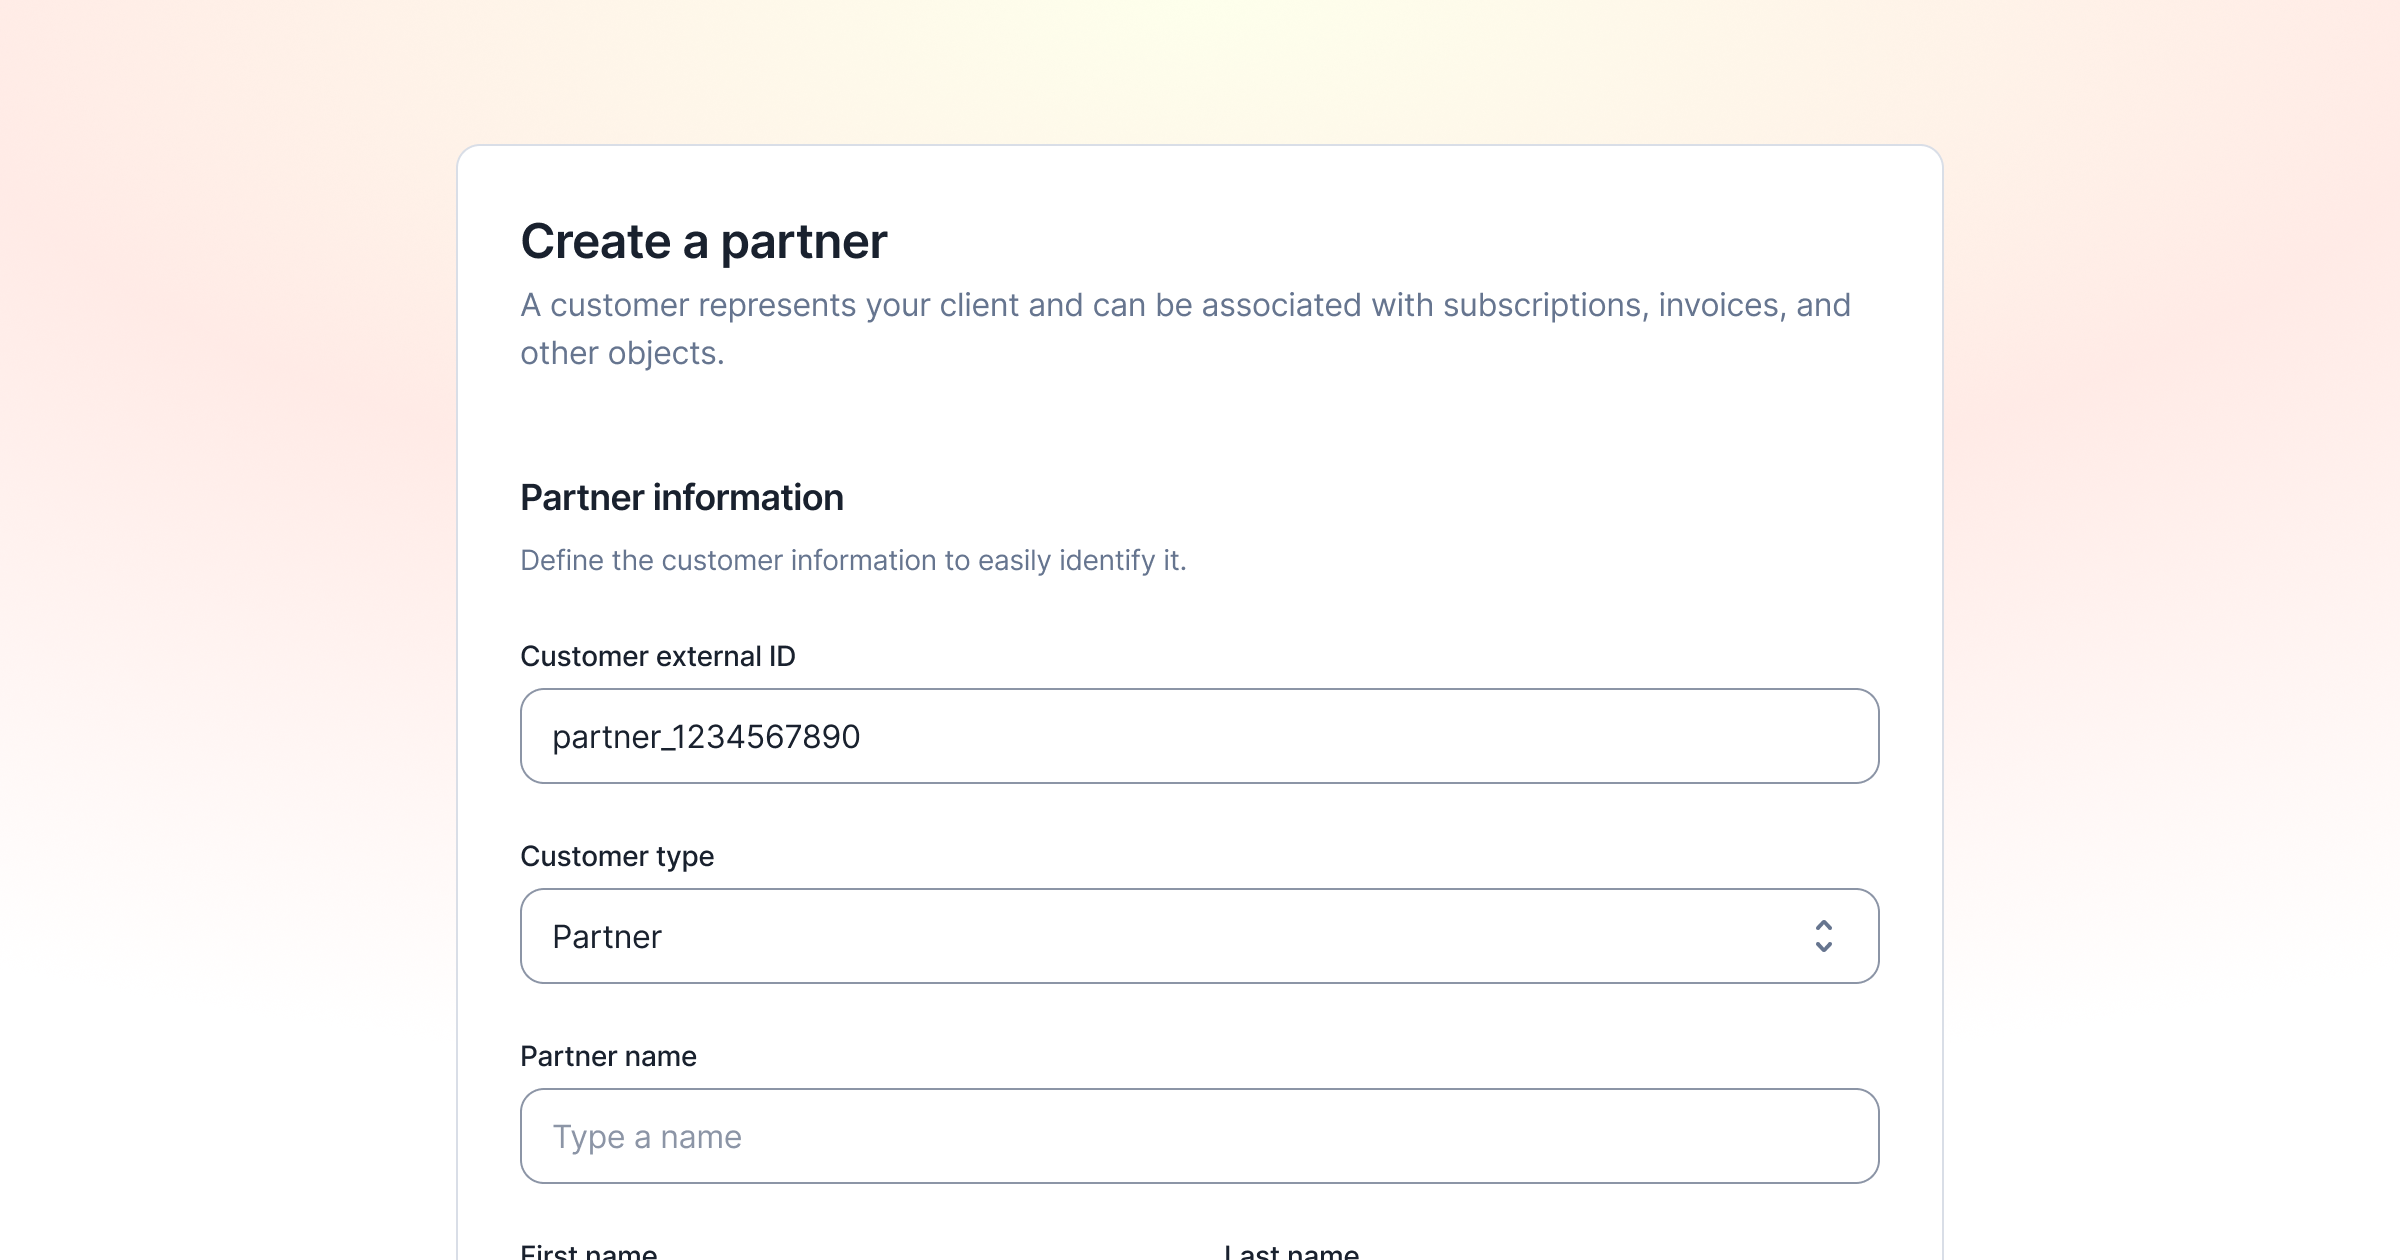 Create a partner
A customer represents your client and can be associated with subscriptions, invoices, and
other objects.
Partner information
Define the customer information to easily identify it.
Customer external ID
partner_1234567890
Customer type
Partner
Partner name
Type a name
First name
Last name